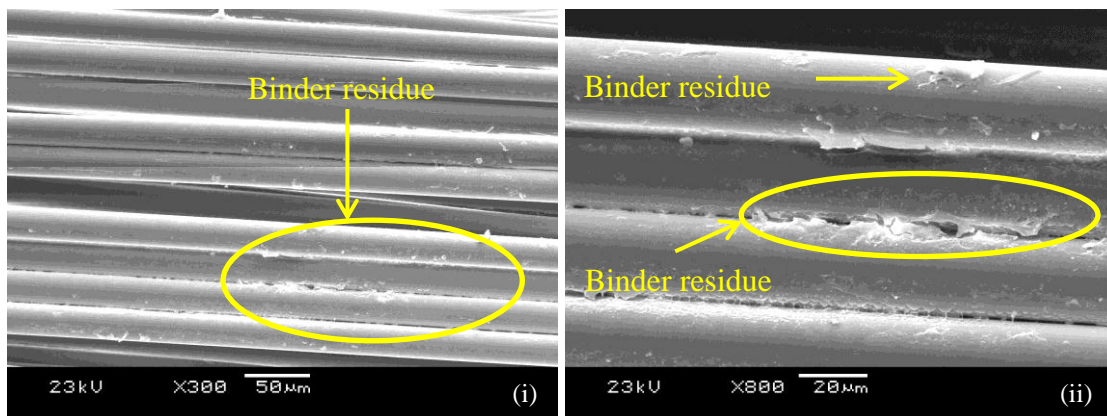 Binder residue
23kV X300 50μm (i)
Binder residue
Binder residue
23kV X800 20μm (ii)